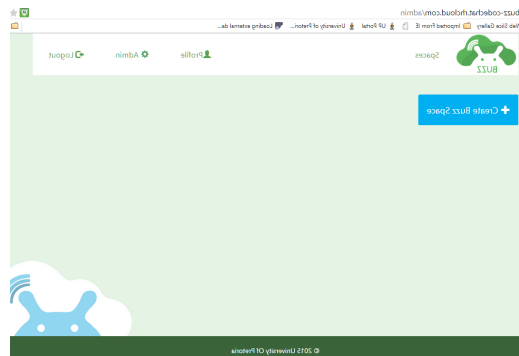 buzz-codechat.rhcloud.com/admin
Web Slice Gallery Imported From IE UP Portal University of Pretori... Loading external da...
BUZZ Spaces Profile Admin Logout
Create Buzz Space
© 2015 University Of Pretoria